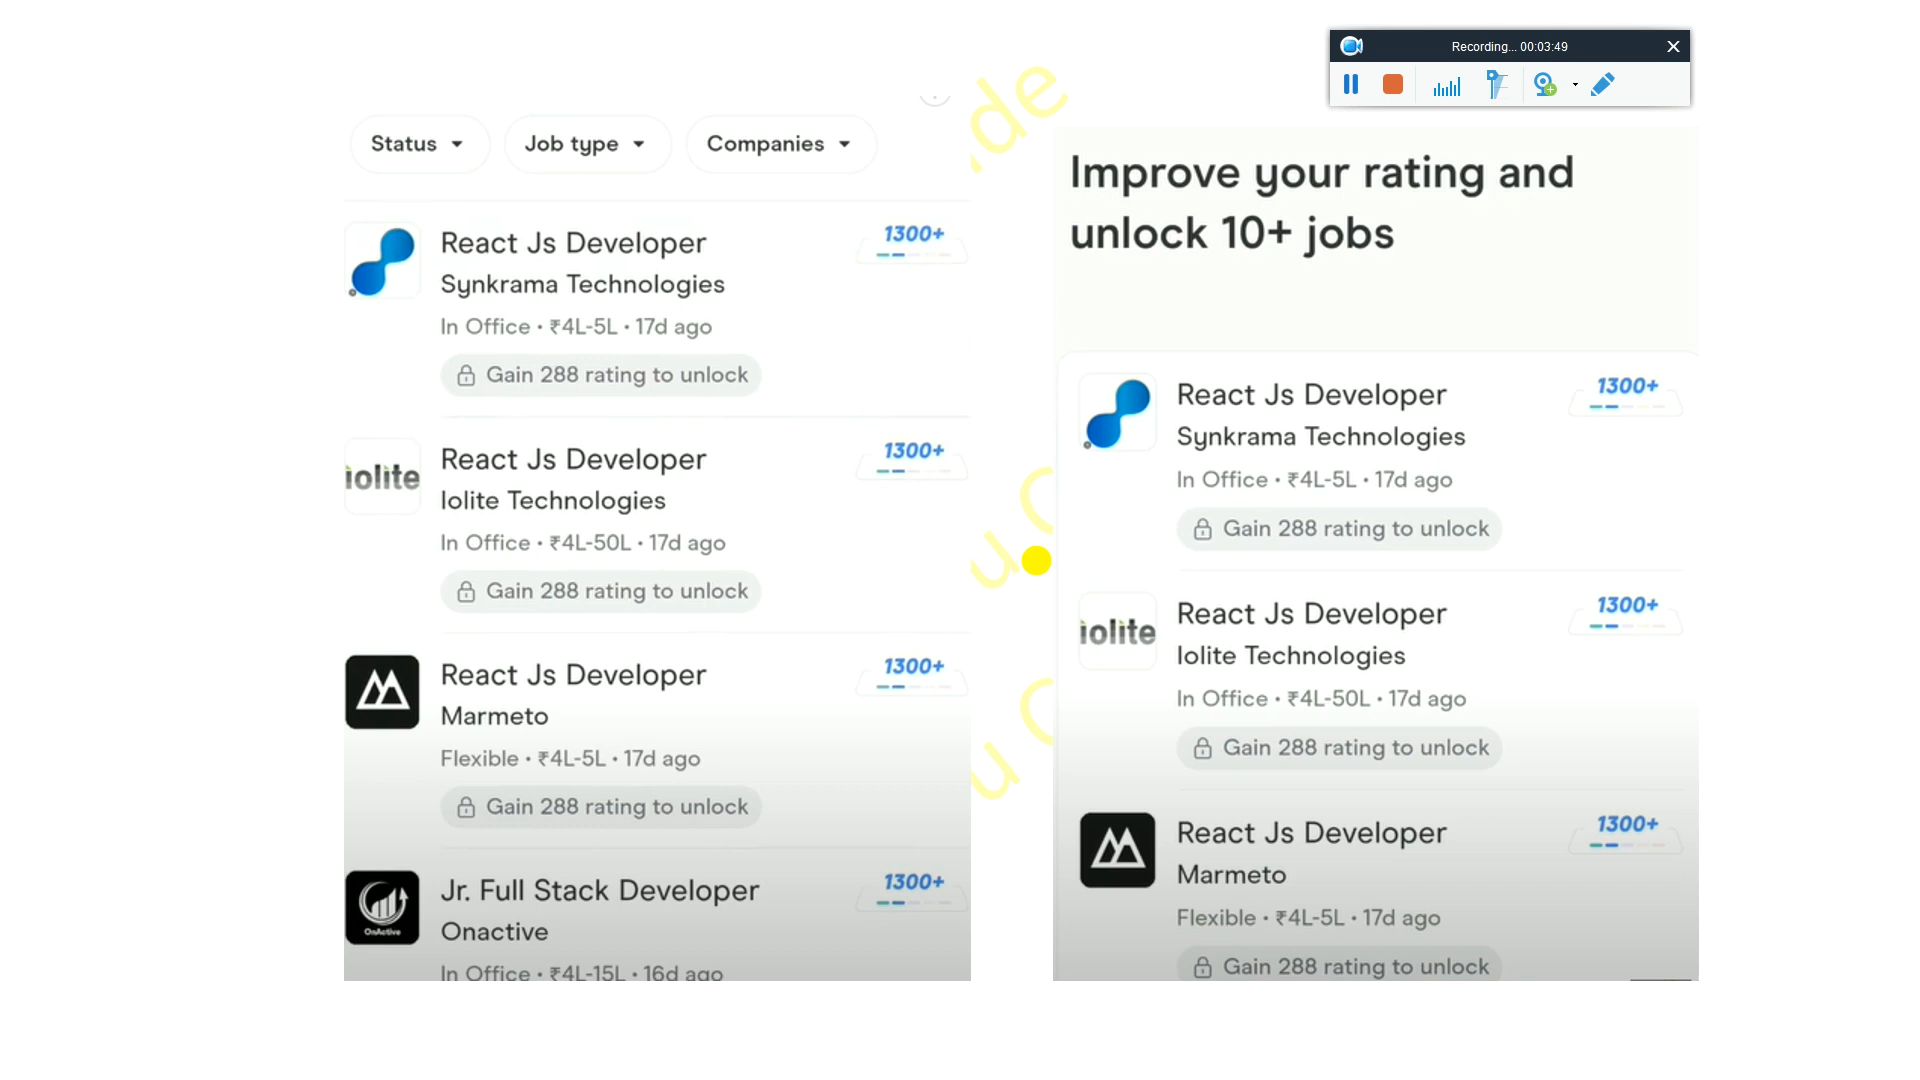 Recording... 00:03:49
Status
Job type
Companies
React Js Developer
1300+
Synkrama Technologies
In Office • ₹4L-5L • 17d ago
Gain 288 rating to unlock
iolite
React Js Developer
1300+
Iolite Technologies
In Office • ₹4L-50L • 17d ago
Gain 288 rating to unlock
React Js Developer
1300+
Marmeto
Flexible • ₹4L-5L • 17d ago
Gain 288 rating to unlock
Jr. Full Stack Developer
1300+
OnActive
Onactive
In Office • ₹4L-15L • 16d ago
Improve your rating and
unlock 10+ jobs
React Js Developer
1300+
Synkrama Technologies
In Office • ₹4L-5L • 17d ago
Gain 288 rating to unlock
iolite
React Js Developer
1300+
Iolite Technologies
In Office • ₹4L-50L • 17d ago
Gain 288 rating to unlock
React Js Developer
1300+
Marmeto
Flexible • ₹4L-5L • 17d ago
Gain 288 rating to unlock